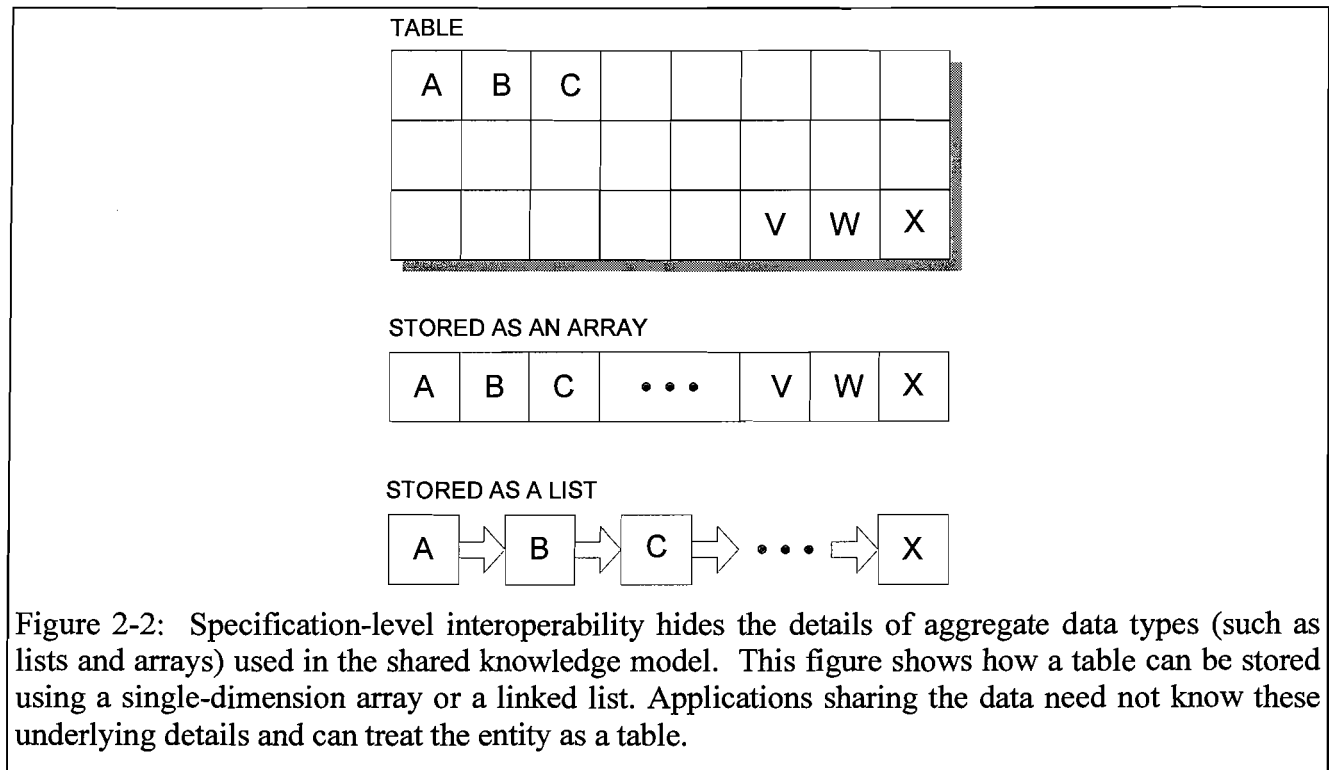 TABLE
A B C
V W X
STORED AS AN ARRAY
A B C • • • V W X
STORED AS A LIST
A B C • • • X
Figure 2-2: Specification-level interoperability hides the details of aggregate data types (such as
lists and arrays) used in the shared knowledge model. This figure shows how a table can be stored
using a single-dimension array or a linked list. Applications sharing the data need not know these
underlying details and can treat the entity as a table.